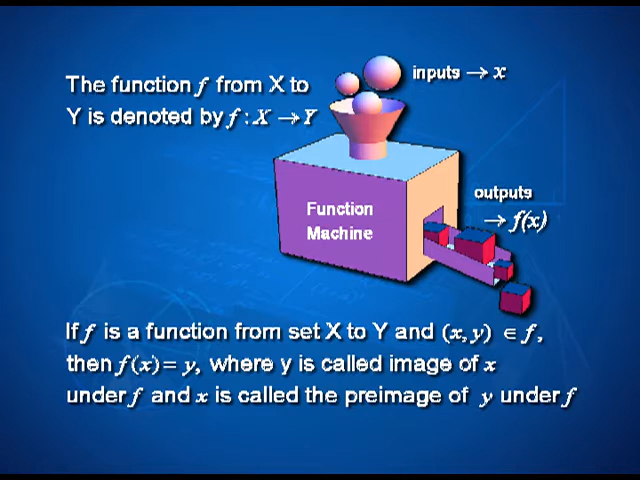 The function f from X to
Y is denoted by f : X → Y
inputs → x
Function
Machine
outputs
→ f(x)
If f is a function from set X to Y and (x, y) ∈ f,
then f(x) = y, where y is called image of x
under f and x is called the preimage of y under f